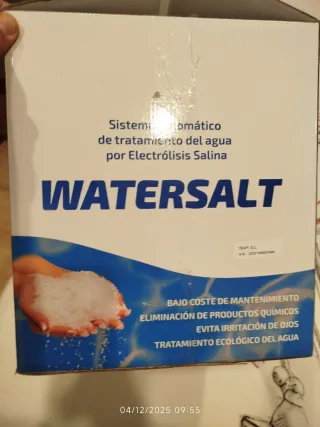 Sistema automático
de tratamiento del agua
por Electrólisis Salina
WATERSALT
BAJO COSTE DE MANTENIMIENTO
ELIMINACIÓN DE PRODUCTOS QUÍMICOS
EVITA IRRITACIÓN DE OJOS
TRATAMIENTO ECOLÓGICO DEL AGUA
04/12/2025 09:55